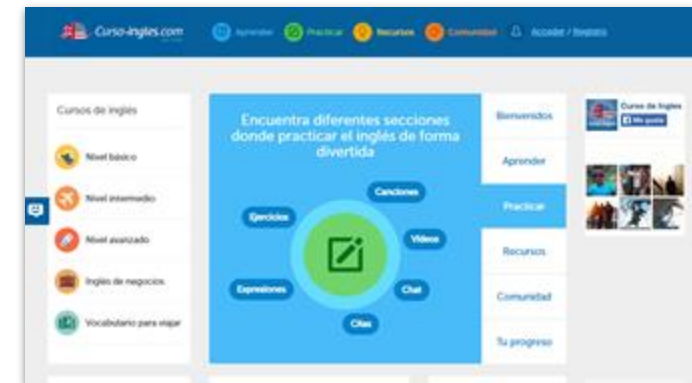 Curso-Ingles.com
Aprender
Practicar
Recursos
Comunidad
Acceder / Registro
Cursos de inglés
Nivel básico
Nivel intermedio
Nivel avanzado
Inglés de negocios
Vocabulario para viajar
Encuentra diferentes secciones
donde practicar el inglés de forma
divertida
Canciones
Ejercicios
Vídeos
Expresiones
Chat
Citas
Bienvenidos
Aprender
Practicar
Recursos
Comunidad
Tu progreso
Curso de Ingles
Me gusta